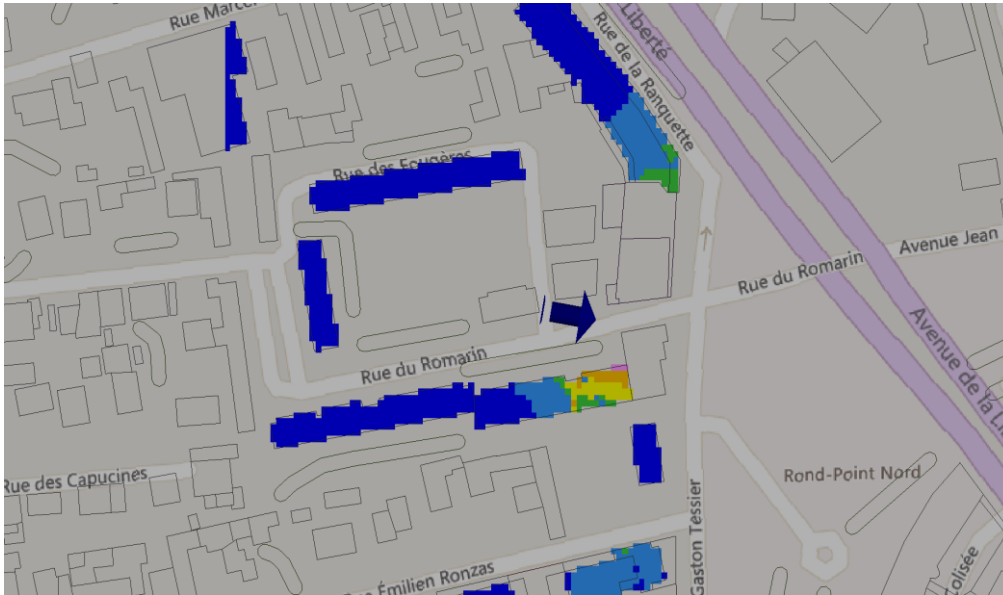 Rue Marcel
Liberté
Rue de la Ranquette
Rue des Fougères
Avenue Jean
Rue du Romarin
Avenue de la Li
Rue du Romarin
Rue des Capucines
Rond-Point Nord
Gaston Tessier
Colisée
Émilien Ronzas